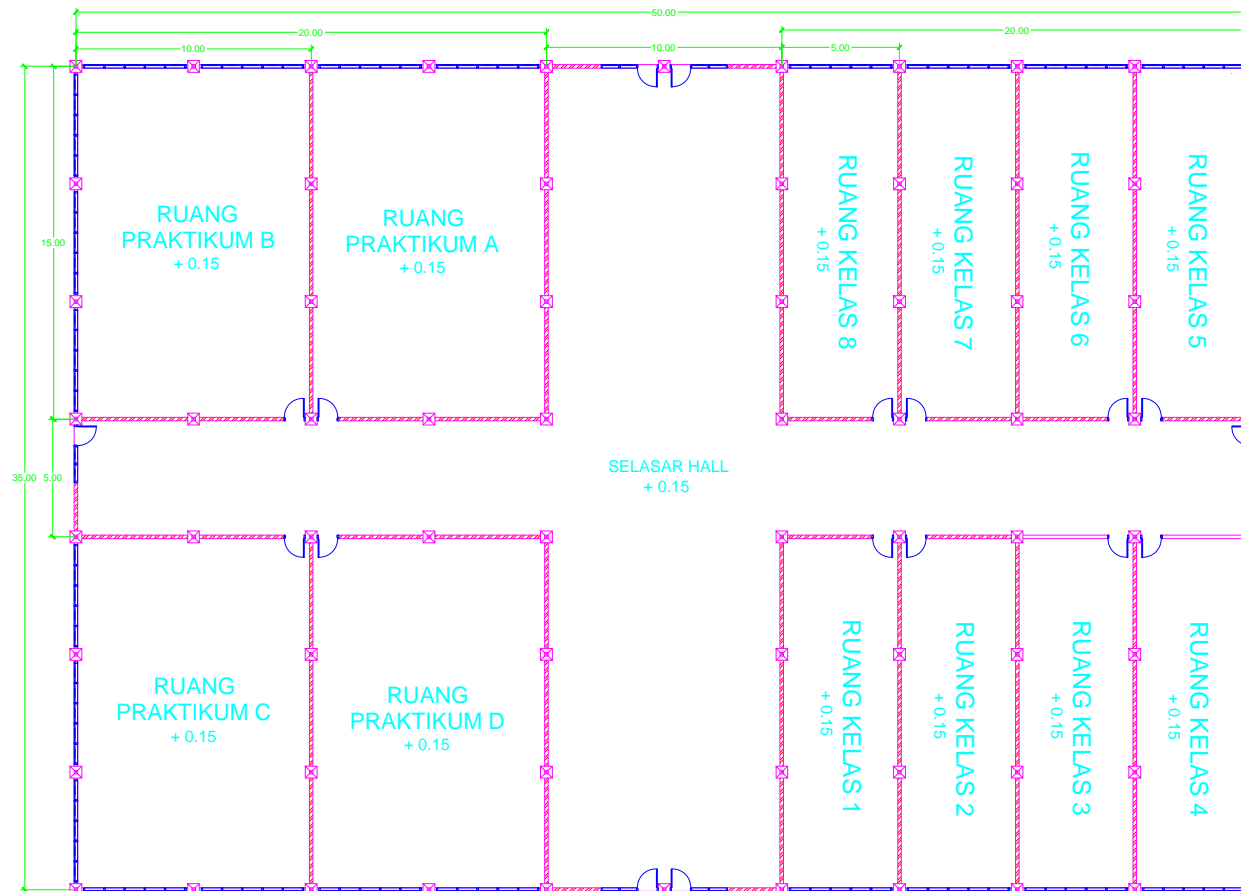 50.00
20.00
20.00
10.00
10.00
5.00
RUANG
PRAKTIKUM B
+ 0.15
RUANG
PRAKTIKUM A
+ 0.15
RUANG KELAS 8
+ 0.15
RUANG KELAS 7
+ 0.15
RUANG KELAS 6
+ 0.15
RUANG KELAS 5
+ 0.15
15.00
SELASAR HALL
+ 0.15
35.00
5.00
RUANG
PRAKTIKUM C
+ 0.15
RUANG
PRAKTIKUM D
+ 0.15
RUANG KELAS 1
+ 0.15
RUANG KELAS 2
+ 0.15
RUANG KELAS 3
+ 0.15
RUANG KELAS 4
+ 0.15